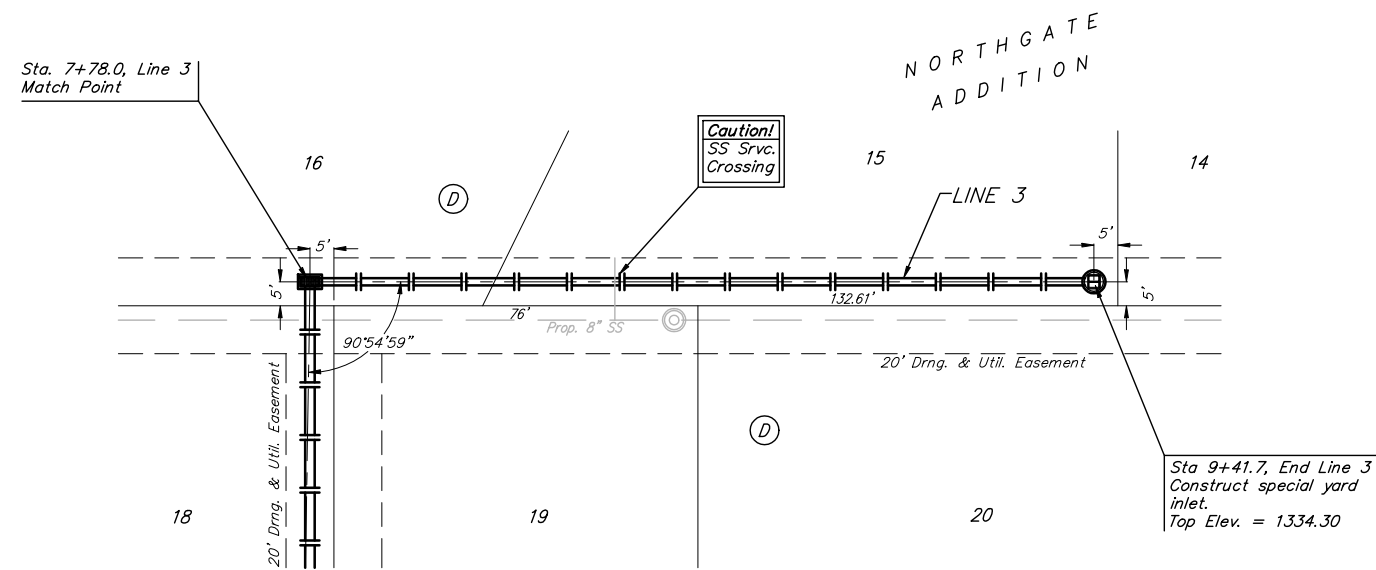 NORTHGATE
ADDITION
Sta. 7+78.0, Line 3
Match Point
Caution!
SS Srvc.
Crossing
16
15
14
D
LINE 3
5'
5'
5'
5'
76'
132.61'
Prop. 8" SS
90°54'59"
20' Drng. & Util. Easement
20' Drng. & Util. Easement
D
Sta 9+41.7, End Line 3
Construct special yard
inlet.
Top Elev. = 1334.30
18
19
20